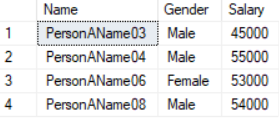 Name Gender Salary
1 PersonAName03 Male 45000
2 PersonAName04 Male 55000
3 PersonAName06 Female 53000
4 PersonAName08 Male 54000